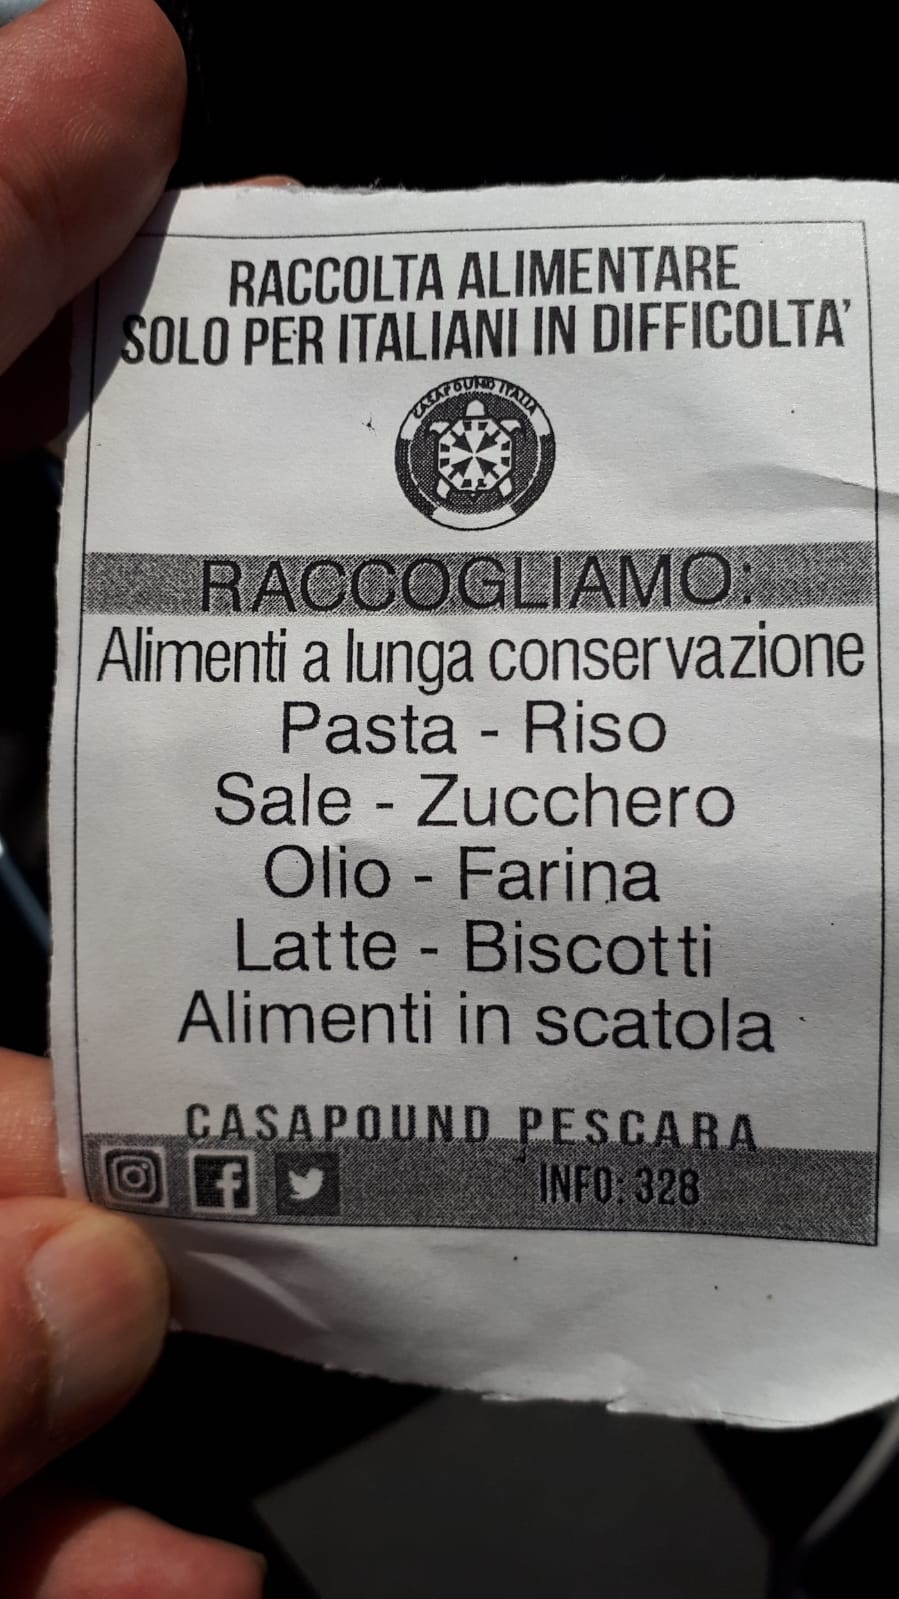 RACCOLTA ALIMENTARE
SOLO PER ITALIANI IN DIFFICOLTA'
CASAPOUND ITALIA
RACCOGLIAMO:
Alimenti a lunga conservazione
Pasta - Riso
Sale - Zucchero
Olio - Farina
Latte - Biscotti
Alimenti in scatola
CASAPOUND PESCARA
INFO: 328